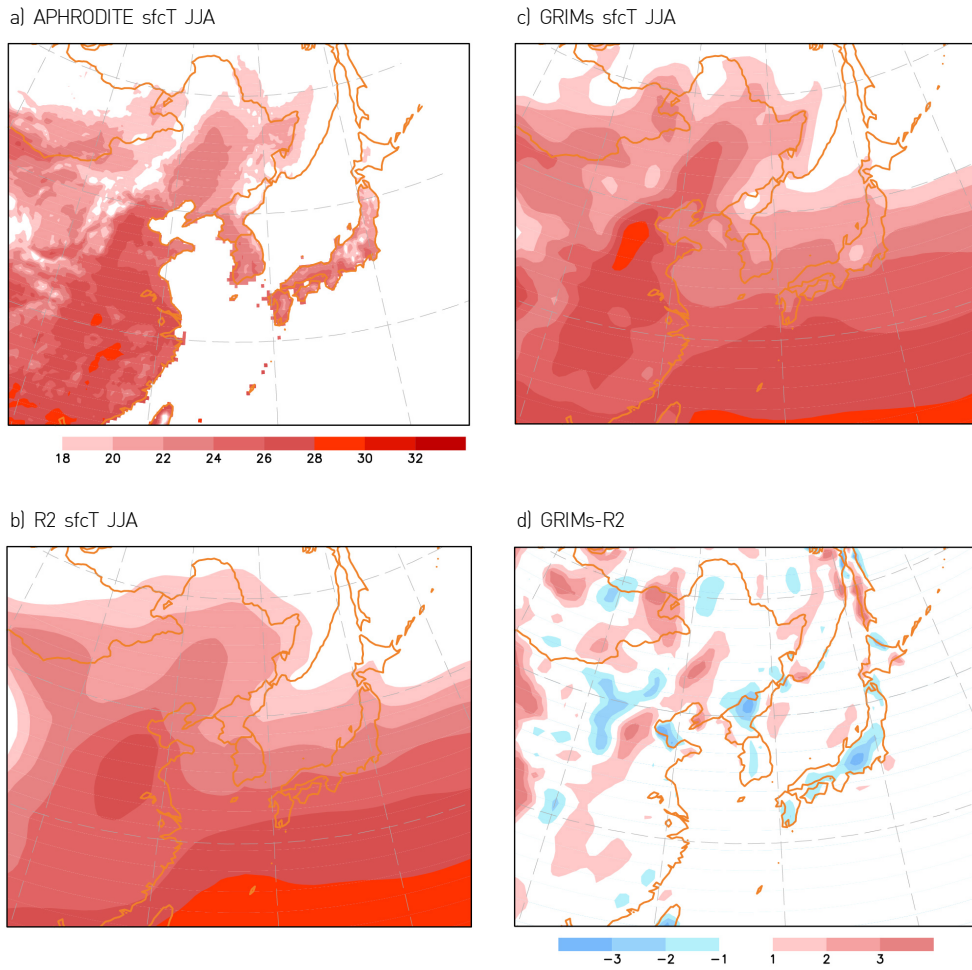 a) APHRODITE sfcT JJA
18 20 22 24 26 28 30 32
b) R2 sfcT JJA
c) GRIMs sfcT JJA
d) GRIMs-R2
−3 −2 −1 1 2 3